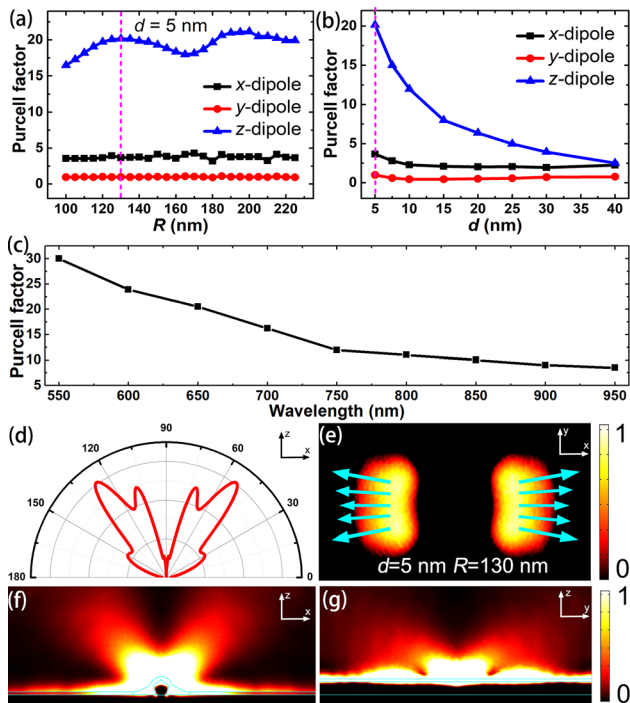 (a)
d = 5 nm
Purcell factor
25
20
15
10
5
0
x-dipole
y-dipole
z-dipole
100 120 140 160 180 200 220
R (nm)
(b)
Purcell factor
20
15
10
5
0
x-dipole
y-dipole
z-dipole
5 10 15 20 25 30 35 40
d (nm)
(c)
Purcell factor
30
25
20
15
10
5
550 600 650 700 750 800 850 900 950
Wavelength (nm)
(d)
180
150
120
90
60
30
0
z
x
(e)
y
x
d=5 nm R=130 nm
1
0
(f)
z
x
(g)
z
y
1
0